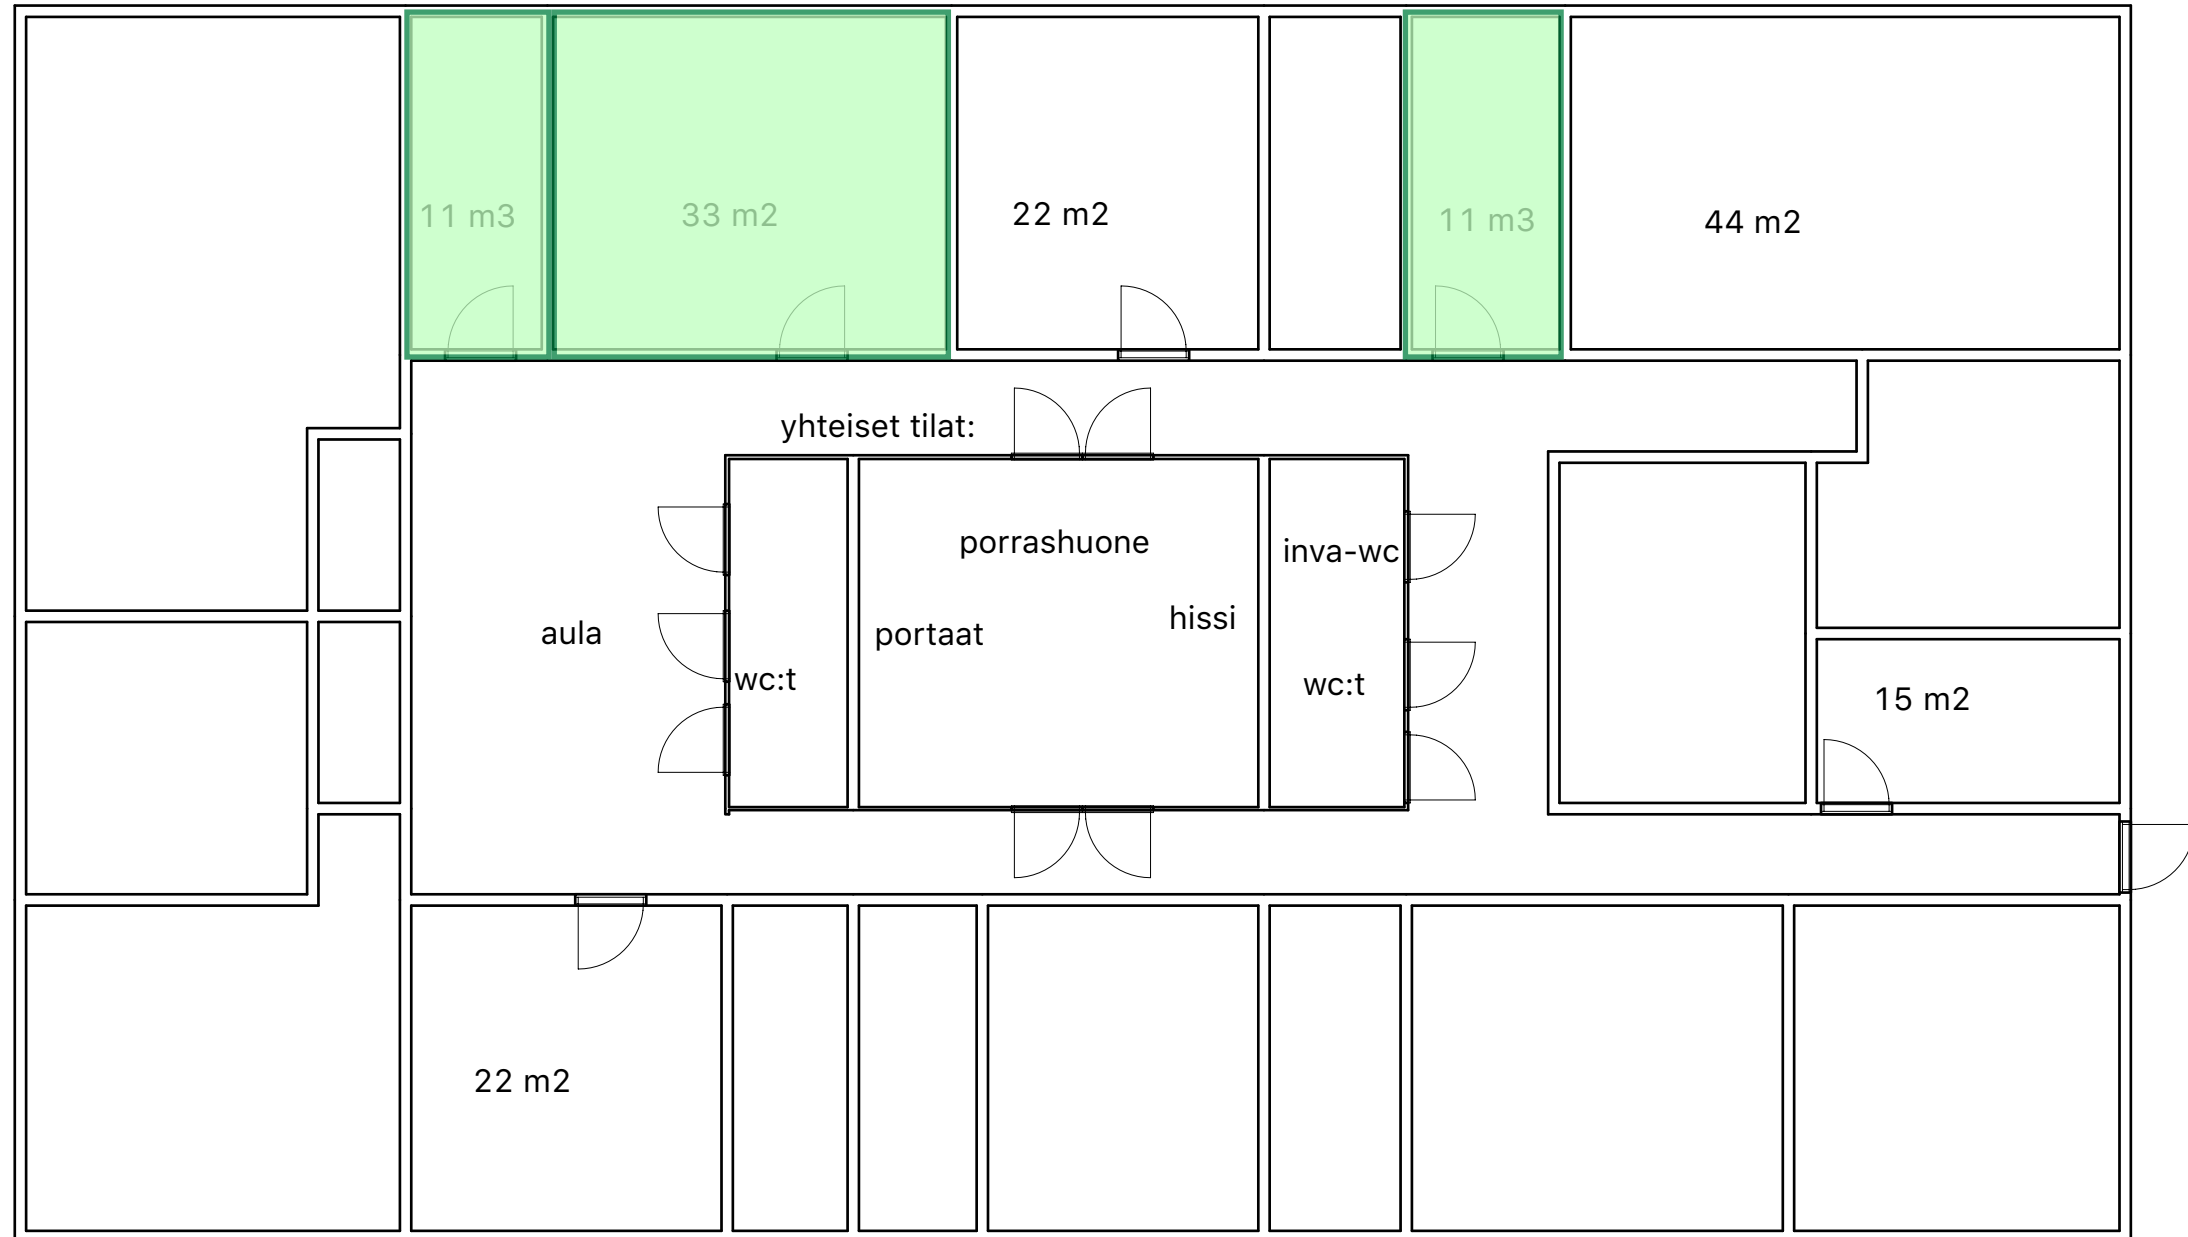 11 m3
33 m2
22 m2
11 m3
44 m2
yhteiset tilat:
porrashuone
inva-wc
hissi
aula
portaat
wc:t
wc:t
15 m2
22 m2